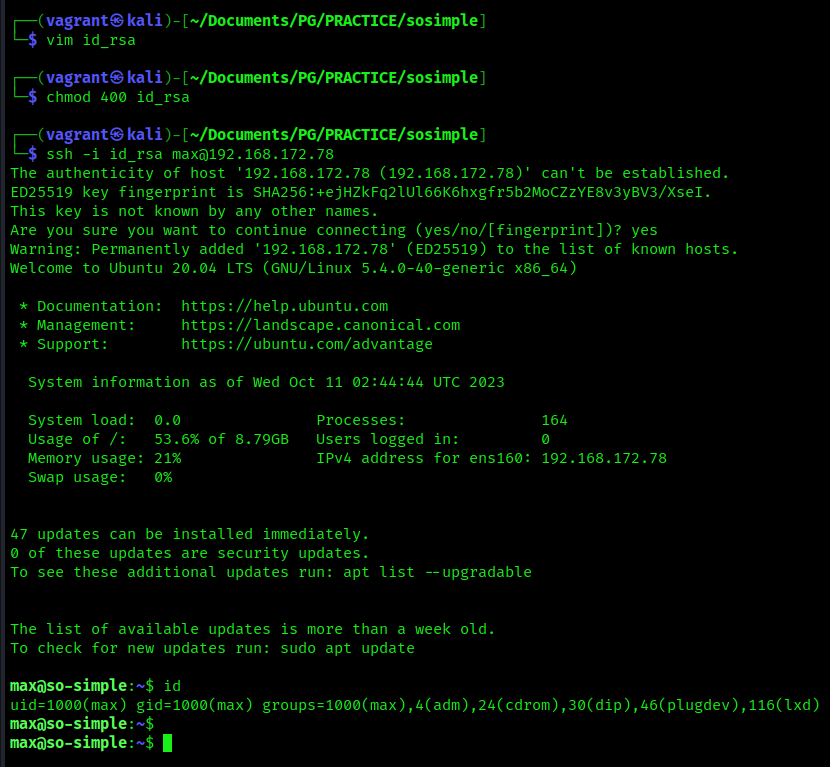 ┌──(vagrant㉿kali)-[~/Documents/PG/PRACTICE/sosimple]
└─$ vim id_rsa
┌──(vagrant㉿kali)-[~/Documents/PG/PRACTICE/sosimple]
└─$ chmod 400 id_rsa
┌──(vagrant㉿kali)-[~/Documents/PG/PRACTICE/sosimple]
└─$ ssh -i id_rsa max@192.168.172.78
The authenticity of host '192.168.172.78 (192.168.172.78)' can't be established.
ED25519 key fingerprint is SHA256:+ejHZkFq2lUl66K6hxgfr5b2MoCZzYE8v3yBV3/XseI.
This key is not known by any other names.
Are you sure you want to continue connecting (yes/no/[fingerprint])? yes
Warning: Permanently added '192.168.172.78' (ED25519) to the list of known hosts.
Welcome to Ubuntu 20.04 LTS (GNU/Linux 5.4.0-40-generic x86_64)
* Documentation:  https://help.ubuntu.com
* Management:     https://landscape.canonical.com
* Support:        https://ubuntu.com/advantage
System information as of Wed Oct 11 02:44:44 UTC 2023
System load:  0.0               Processes:               164
Usage of /:   53.6% of 8.79GB   Users logged in:         0
Memory usage: 21%               IPv4 address for ens160: 192.168.172.78
Swap usage:   0%
47 updates can be installed immediately.
0 of these updates are security updates.
To see these additional updates run: apt list --upgradable
The list of available updates is more than a week old.
To check for new updates run: sudo apt update
max@so-simple:~$ id
uid=1000(max) gid=1000(max) groups=1000(max),4(adm),24(cdrom),30(dip),46(plugdev),116(lxd)
max@so-simple:~$
max@so-simple:~$